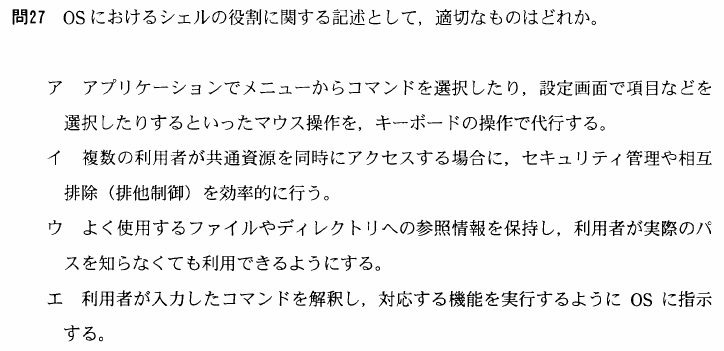 問27 OSにおけるシェルの役割に関する記述として，適切なものはどれか。
ア アプリケーションでメニューからコマンドを選択したり，設定画面で項目などを
選択したりするといったマウス操作を，キーボードの操作で代行する。
イ 複数の利用者が共通資源を同時にアクセスする場合に，セキュリティ管理や相互
排除（排他制御）を効率的に行う。
ウ よく使用するファイルやディレクトリへの参照情報を保持し，利用者が実際のパ
スを知らなくても利用できるようにする。
エ 利用者が入力したコマンドを解釈し，対応する機能を実行するように OS に指示
する。